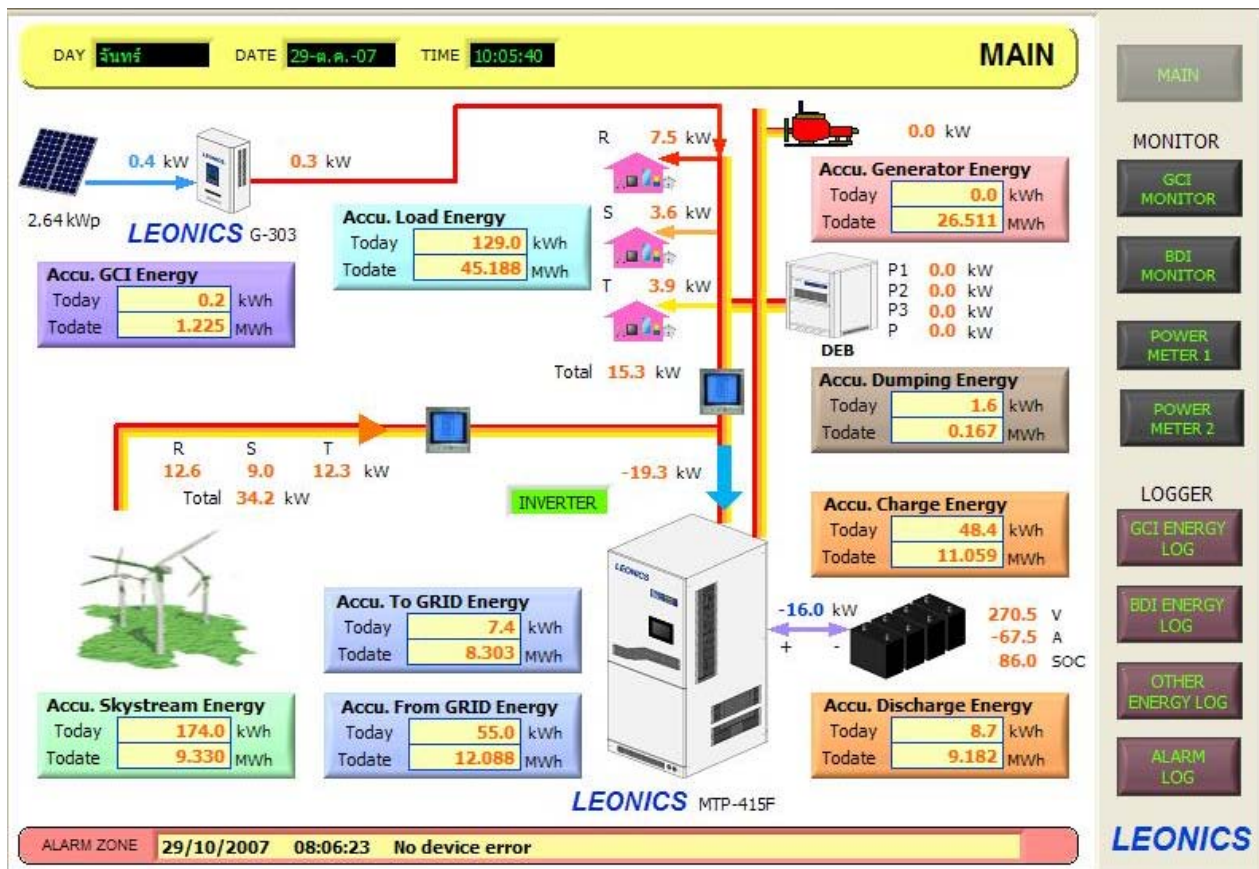 DAY จันทร์ DATE 29-ต.ค.-07 TIME 10:05:40 MAIN
MAIN
MONITOR
GCI MONITOR
BDI MONITOR
POWER METER 1
POWER METER 2
LOGGER
GCI ENERGY LOG
BDI ENERGY LOG
OTHER ENERGY LOG
ALARM LOG
LEONICS
0.4 kW
LEONICS
0.3 kW
2.64 kWp
LEONICS G-303
Accu. GCI Energy
Today 0.2 kWh
Todate 1.225 MWh
Accu. Load Energy
Today 129.0 kWh
Todate 45.188 MWh
R 7.5 kW
S 3.6 kW
T 3.9 kW
Total 15.3 kW
0.0 kW
Accu. Generator Energy
Today 0.0 kWh
Todate 26.511 MWh
P1 0.0 kW
P2 0.0 kW
P3 0.0 kW
P 0.0 kW
DEB
Accu. Dumping Energy
Today 1.6 kWh
Todate 0.167 MWh
R S T
12.6 9.0 12.3 kW
Total 34.2 kW
-19.3 kW
INVERTER
Accu. Charge Energy
Today 48.4 kWh
Todate 11.059 MWh
LEONICS
Accu. To GRID Energy
Today 7.4 kWh
Todate 8.303 MWh
-16.0 kW
+ -
270.5 V
-67.5 A
86.0 SOC
Accu. Skystream Energy
Today 174.0 kWh
Todate 9.330 MWh
Accu. From GRID Energy
Today 55.0 kWh
Todate 12.088 MWh
Accu. Discharge Energy
Today 8.7 kWh
Todate 9.182 MWh
LEONICS MTP-415F
ALARM ZONE 29/10/2007 08:06:23 No device error